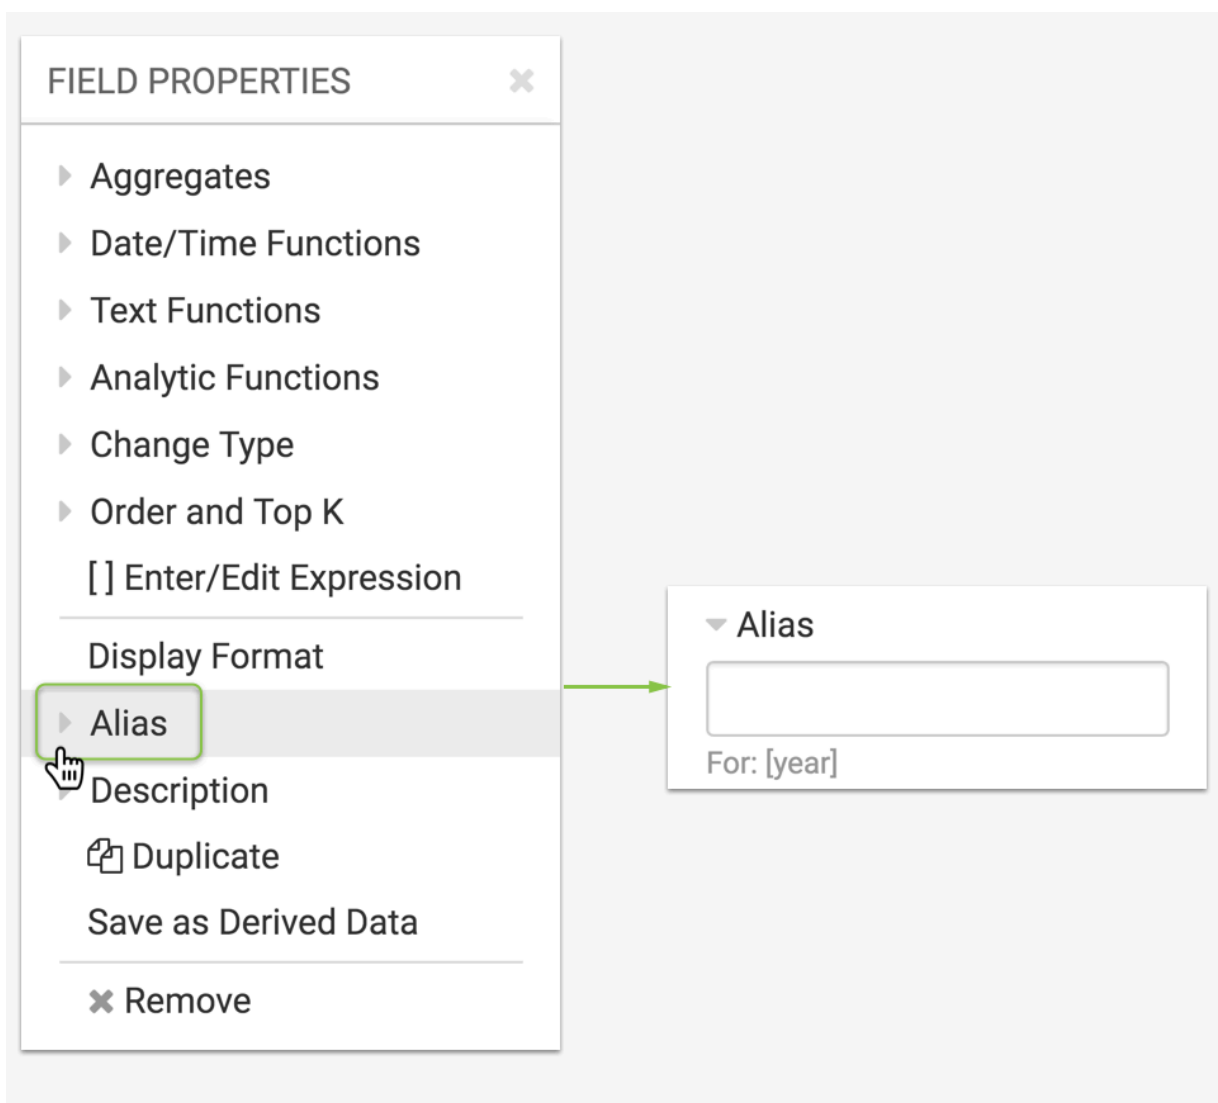 FIELD PROPERTIES
Aggregates
Date/Time Functions
Text Functions
Analytic Functions
Change Type
Order and Top K
[ ] Enter/Edit Expression
Display Format
Alias
Description
Duplicate
Save as Derived Data
Remove
Alias
For: [year]